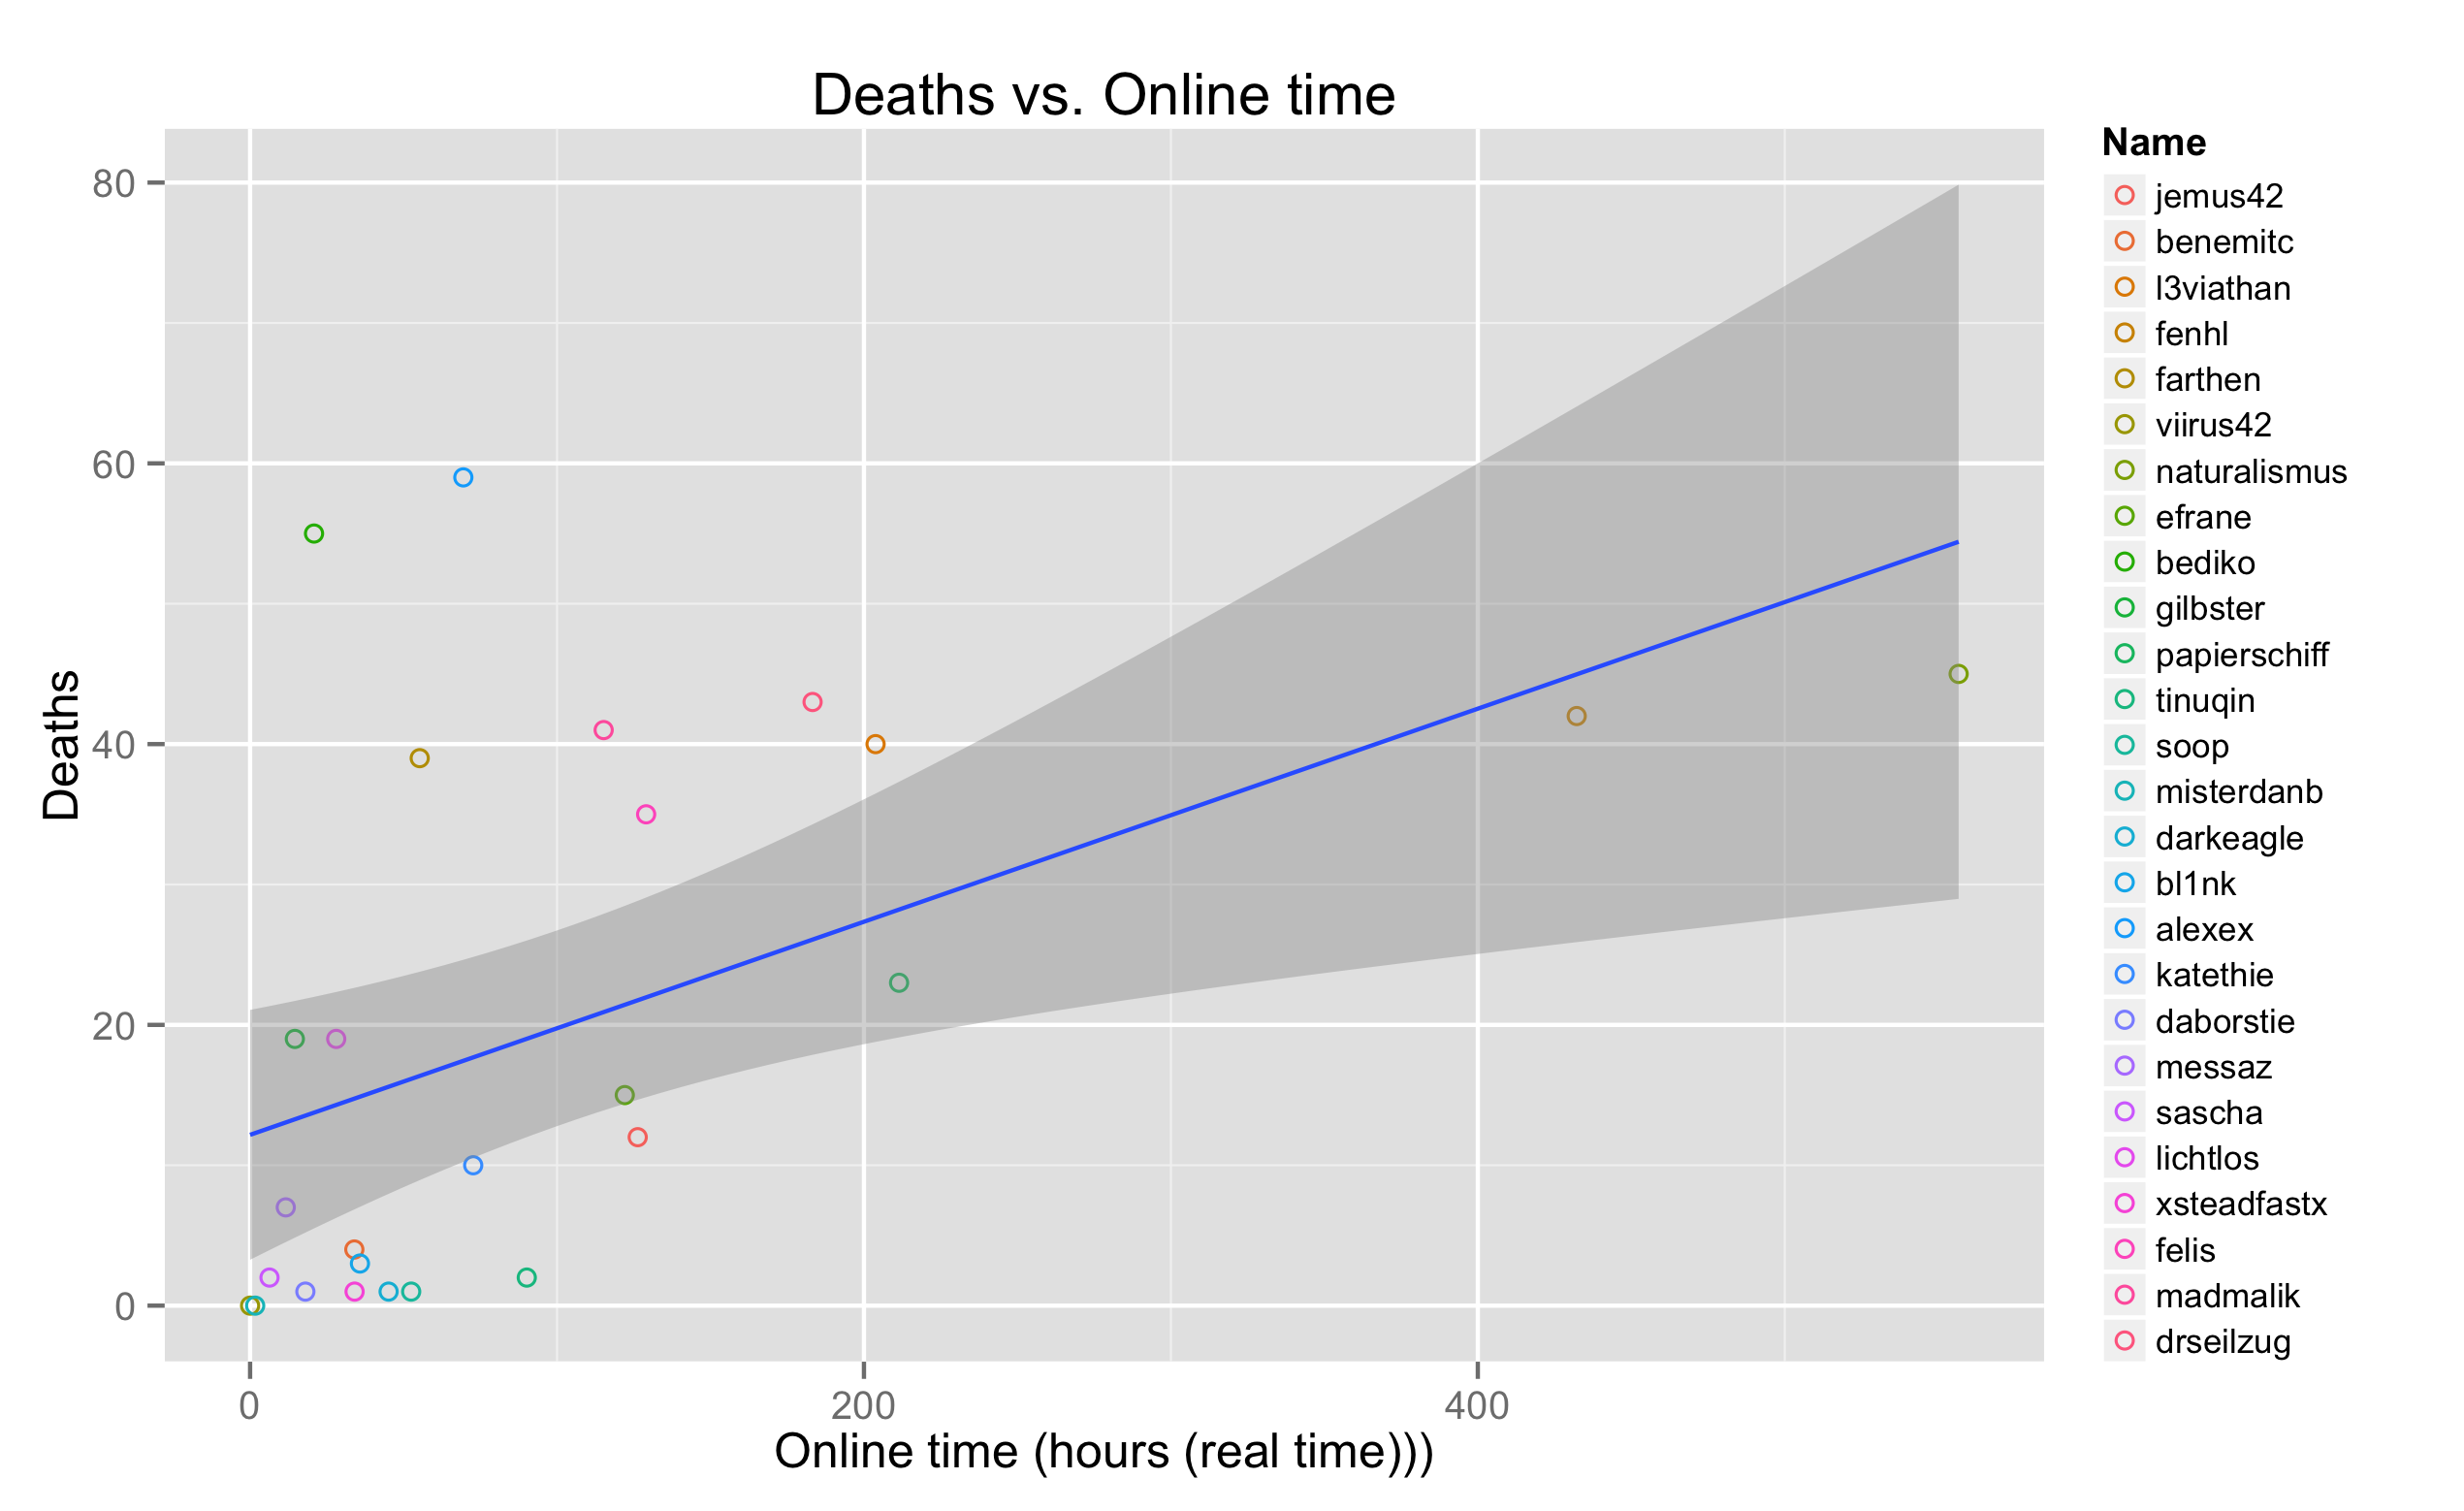 Deaths vs. Online time
Deaths
80
60
40
20
0
0
200
400
Online time (hours (real time)))
Name
jemus42
benemitc
l3viathan
fenhl
farthen
viirus42
naturalismus
efrane
bediko
gilbster
papierschiff
tinuqin
soop
misterdanb
darkeagle
bl1nk
alexex
katethie
daborstie
messaz
sascha
lichtlos
xsteadfastx
felis
madmalik
drseilzug